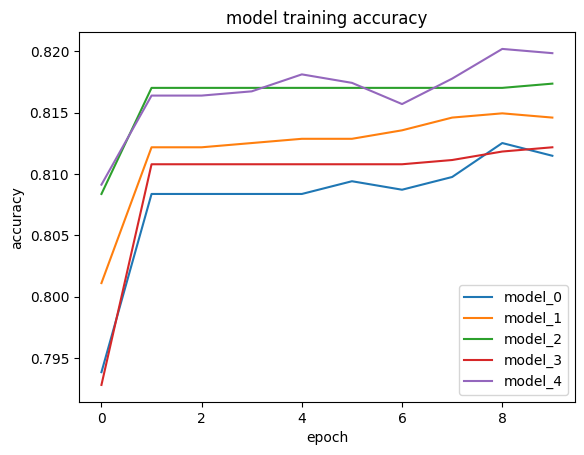 model training accuracy
0.820
0.815
0.810
0.805
0.800
0.795
accuracy
0
2
4
6
8
epoch
model_0
model_1
model_2
model_3
model_4